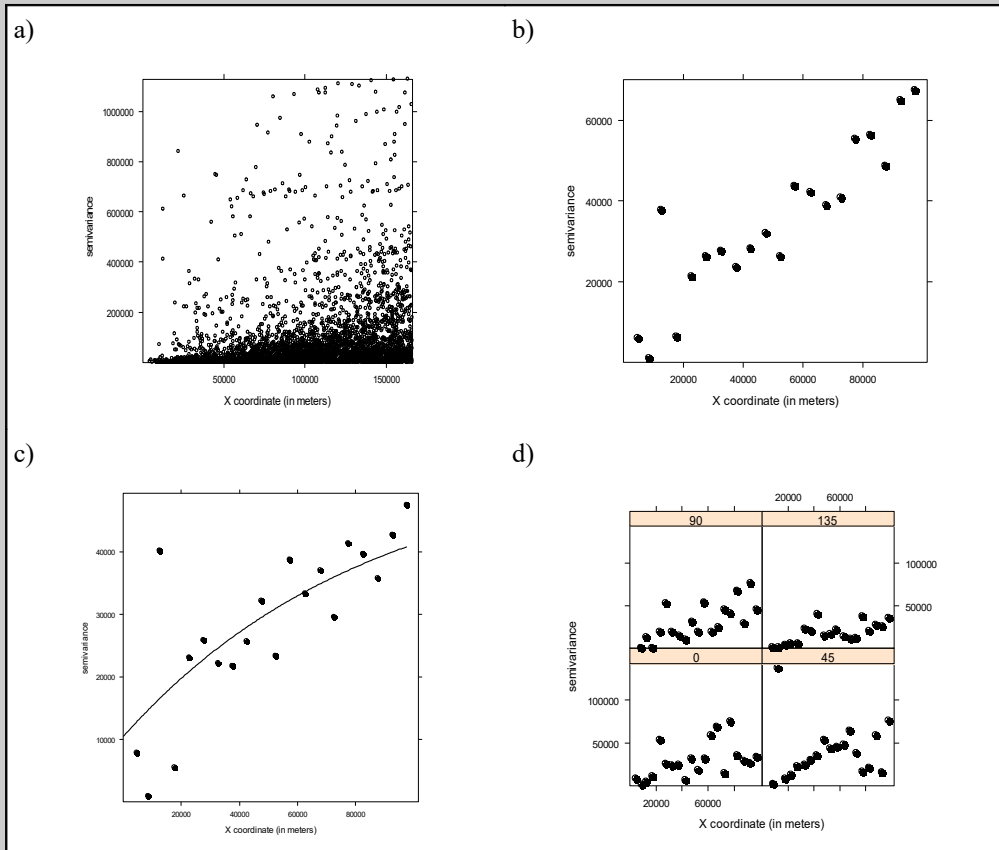 a)
1000000
800000
600000
400000
200000
semivariance
50000 100000 150000
X coordinate (in meters)
b)
60000
40000
20000
semivariance
20000 40000 60000 80000
X coordinate (in meters)
c)
40000
30000
20000
10000
semivariance
20000 40000 60000 80000
X coordinate (in meters)
d)
20000 60000
90 135
100000
50000
0 45
100000
50000
semivariance
20000 60000
X coordinate (in meters)